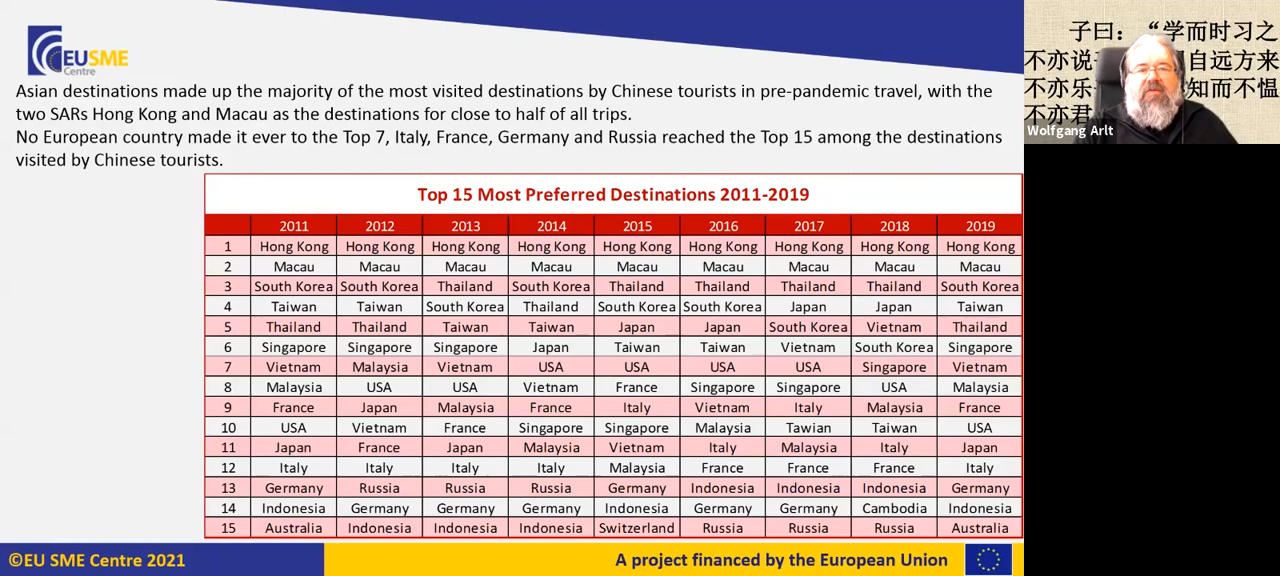 EUSME
Centre
Asian destinations made up the majority of the most visited destinations by Chinese tourists in pre-pandemic travel, with the
two SARs Hong Kong and Macau as the destinations for close to half of all trips.
No European country made it ever to the Top 7, Italy, France, Germany and Russia reached the Top 15 among the destinations
visited by Chinese tourists.
Top 15 Most Preferred Destinations 2011-2019
2011 2012 2013 2014 2015 2016 2017 2018 2019
1 Hong Kong Hong Kong Hong Kong Hong Kong Hong Kong Hong Kong Hong Kong Hong Kong Hong Kong
2 Macau Macau Macau Macau Macau Macau Macau Macau Macau
3 South Korea South Korea Thailand South Korea Thailand Thailand Thailand Thailand South Korea
4 Taiwan Taiwan South Korea Thailand South Korea South Korea Japan Japan Taiwan
5 Thailand Thailand Taiwan Taiwan Japan Japan South Korea Vietnam Thailand
6 Singapore Singapore Singapore Japan Taiwan Taiwan Vietnam South Korea Singapore
7 Vietnam Malaysia Vietnam USA USA USA USA Singapore Vietnam
8 Malaysia USA USA Vietnam France Singapore Singapore USA Malaysia
9 France Japan Malaysia France Italy Vietnam Italy Malaysia France
10 USA Vietnam France Singapore Singapore Malaysia Tawian Taiwan USA
11 Japan France Japan Malaysia Vietnam Italy Malaysia Italy Japan
12 Italy Italy Italy Italy Malaysia France France France Italy
13 Germany Russia Russia Russia Germany Indonesia Indonesia Indonesia Germany
14 Indonesia Germany Germany Germany Indonesia Germany Germany Cambodia Indonesia
15 Australia Indonesia Indonesia Indonesia Switzerland Russia Russia Russia Australia
©EU SME Centre 2021
A project financed by the European Union
子曰：“学而时习之
不亦说 自远方来
不亦乐 知而不愠
不亦君
Wolfgang Arlt